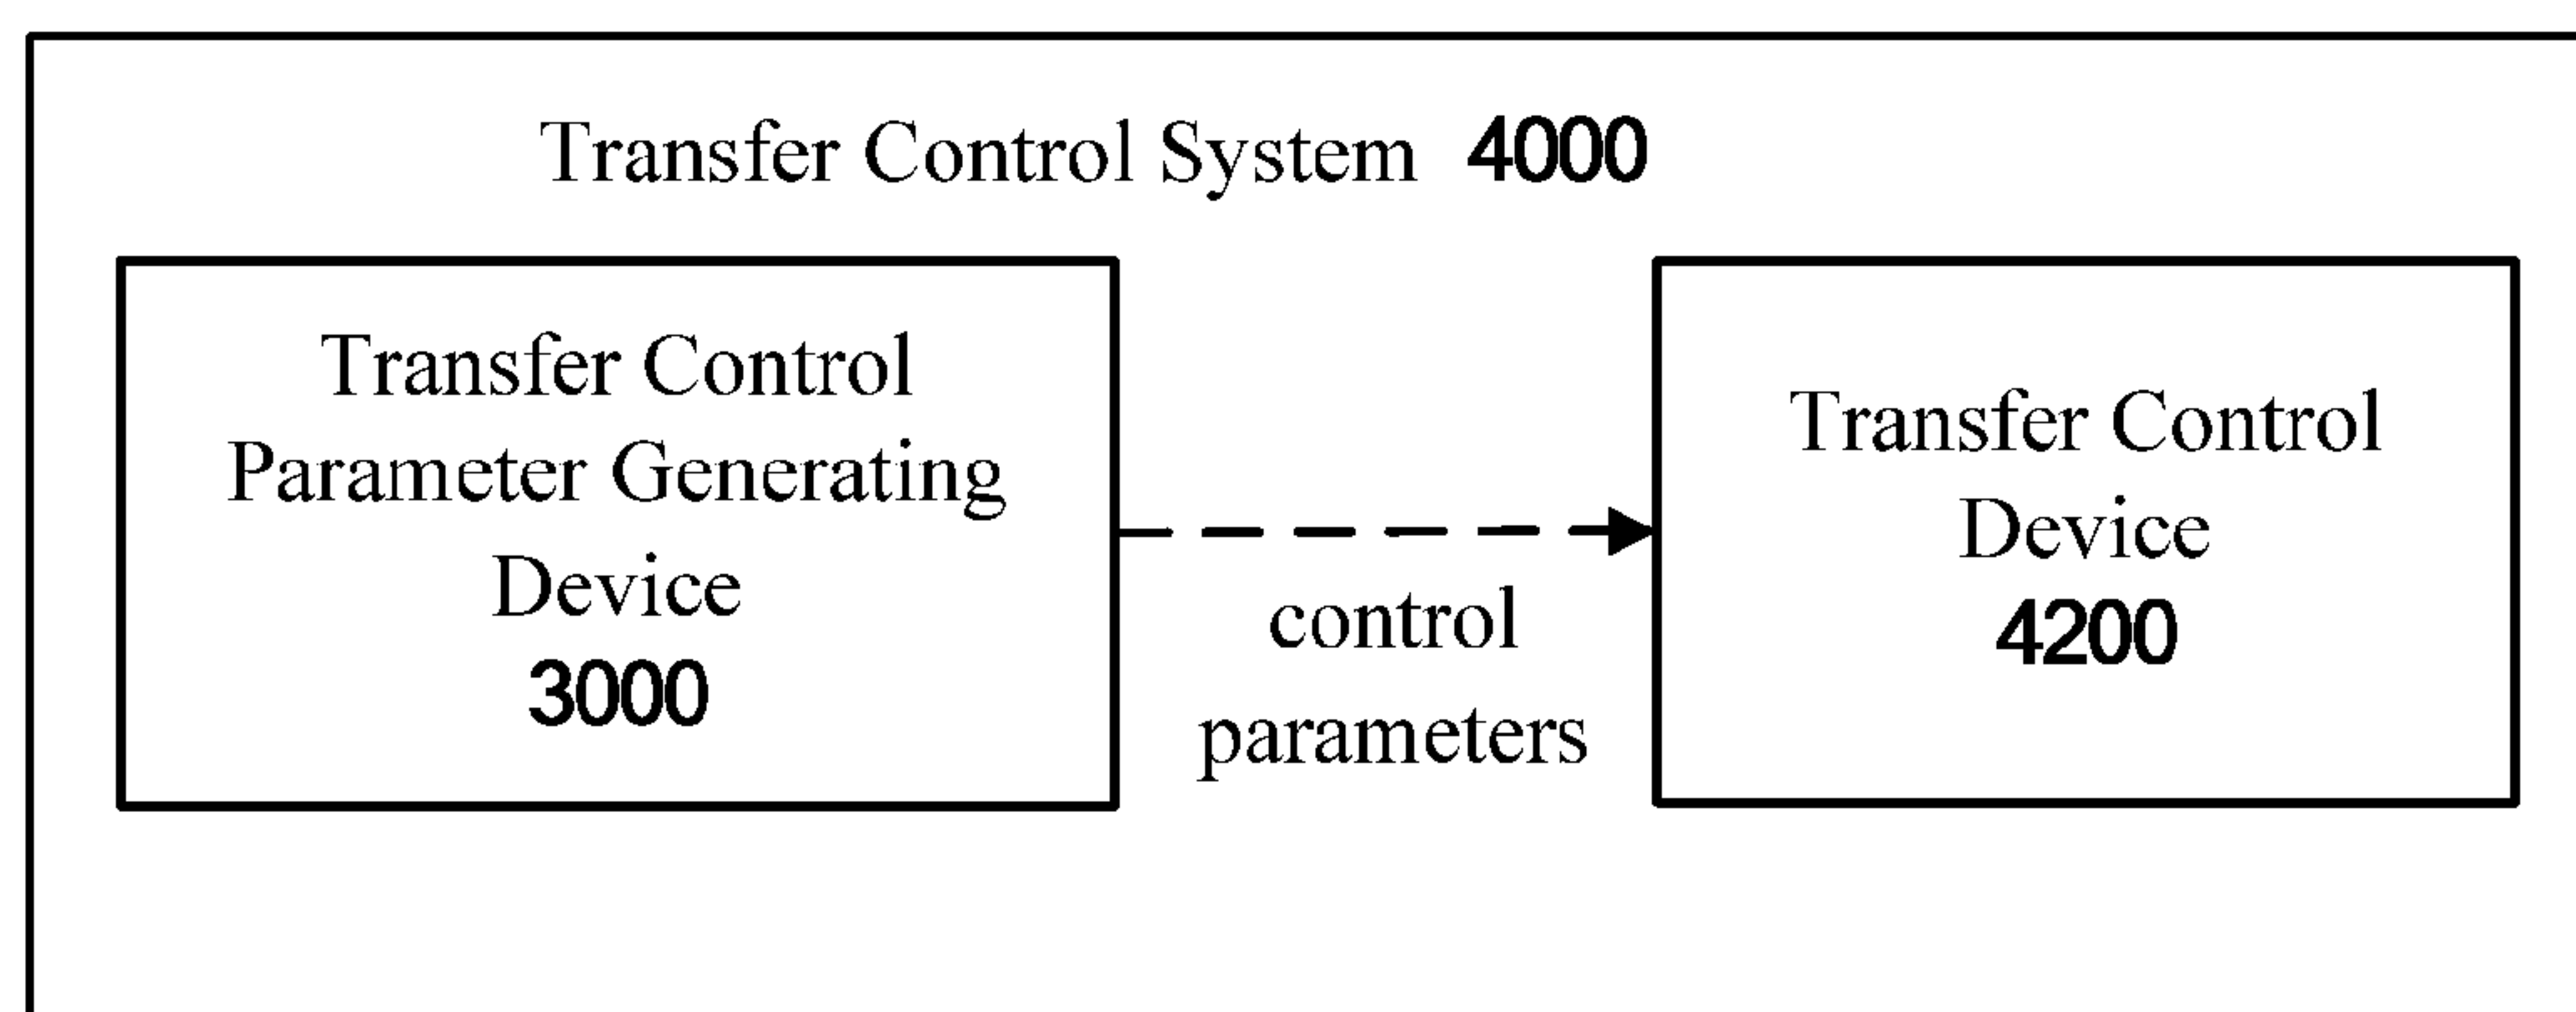 Transfer Control System 4000
Transfer Control
Parameter Generating
Device
3000
control
parameters
Transfer Control
Device
4200